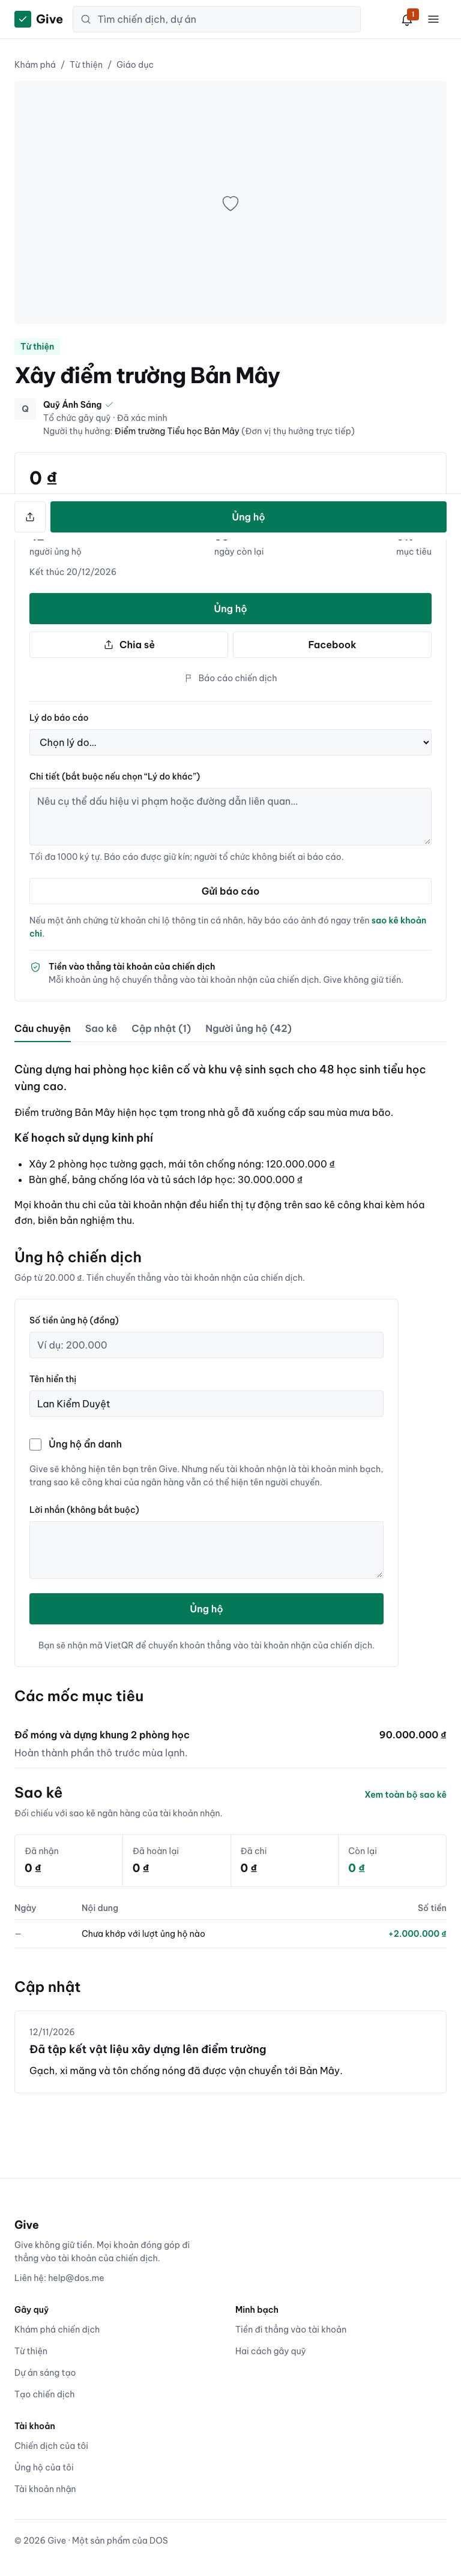 Give
Tìm chiến dịch, dự án
1
Khám phá / Từ thiện / Giáo dục
Từ thiện
Xây điểm trường Bản Mây
Q
Quỹ Ánh Sáng
Tổ chức gây quỹ · Đã xác minh
Người thụ hưởng: Điểm trường Tiểu học Bản Mây (Đơn vị thụ hưởng trực tiếp)
0 ₫
Ủng hộ
người ủng hộ
ngày còn lại
mục tiêu
Kết thúc 20/12/2026
Ủng hộ
Chia sẻ
Facebook
Báo cáo chiến dịch
Lý do báo cáo
Chọn lý do...
Chi tiết (bắt buộc nếu chọn “Lý do khác”)
Nêu cụ thể dấu hiệu vi phạm hoặc đường dẫn liên quan...
Tối đa 1000 ký tự. Báo cáo được giữ kín; người tổ chức không biết ai báo cáo.
Gửi báo cáo
Nếu một ảnh chứng từ khoản chi lộ thông tin cá nhân, hãy báo cáo ảnh đó ngay trên sao kê khoản
chi.
Tiền vào thẳng tài khoản của chiến dịch
Mỗi khoản ủng hộ chuyển thẳng vào tài khoản nhận của chiến dịch. Give không giữ tiền.
Câu chuyện
Sao kê
Cập nhật (1)
Người ủng hộ (42)
Cùng dựng hai phòng học kiên cố và khu vệ sinh sạch cho 48 học sinh tiểu học
vùng cao.
Điểm trường Bản Mây hiện học tạm trong nhà gỗ đã xuống cấp sau mùa mưa bão.
Kế hoạch sử dụng kinh phí
• Xây 2 phòng học tường gạch, mái tôn chống nóng: 120.000.000 ₫
• Bàn ghế, bảng chống lóa và tủ sách lớp học: 30.000.000 ₫
Mọi khoản thu chi của tài khoản nhận đều hiển thị tự động trên sao kê công khai kèm hóa
đơn, biên bản nghiệm thu.
Ủng hộ chiến dịch
Góp từ 20.000 ₫. Tiền chuyển thẳng vào tài khoản nhận của chiến dịch.
Số tiền ủng hộ (đồng)
Ví dụ: 200.000
Tên hiển thị
Lan Kiểm Duyệt
Ủng hộ ẩn danh
Give sẽ không hiện tên bạn trên Give. Nhưng nếu tài khoản nhận là tài khoản minh bạch,
trang sao kê công khai của ngân hàng vẫn có thể hiện tên người chuyển.
Lời nhắn (không bắt buộc)
Ủng hộ
Bạn sẽ nhận mã VietQR để chuyển khoản thẳng vào tài khoản nhận của chiến dịch.
Các mốc mục tiêu
Đổ móng và dựng khung 2 phòng học
90.000.000 ₫
Hoàn thành phần thô trước mùa lạnh.
Sao kê
Xem toàn bộ sao kê
Đối chiếu với sao kê ngân hàng của tài khoản nhận.
Đã nhận
0 ₫
Đã hoàn lại
0 ₫
Đã chi
0 ₫
Còn lại
0 ₫
Ngày
Nội dung
Số tiền
—
Chưa khớp với lượt ủng hộ nào
+2.000.000 ₫
Cập nhật
12/11/2026
Đã tập kết vật liệu xây dựng lên điểm trường
Gạch, xi măng và tôn chống nóng đã được vận chuyển tới Bản Mây.
Give
Give không giữ tiền. Mọi khoản đóng góp đi
thẳng vào tài khoản của chiến dịch.
Liên hệ: help@dos.me
Gây quỹ
Khám phá chiến dịch
Từ thiện
Dự án sáng tạo
Tạo chiến dịch
Minh bạch
Tiền đi thẳng vào tài khoản
Hai cách gây quỹ
Tài khoản
Chiến dịch của tôi
Ủng hộ của tôi
Tài khoản nhận
© 2026 Give · Một sản phẩm của DOS